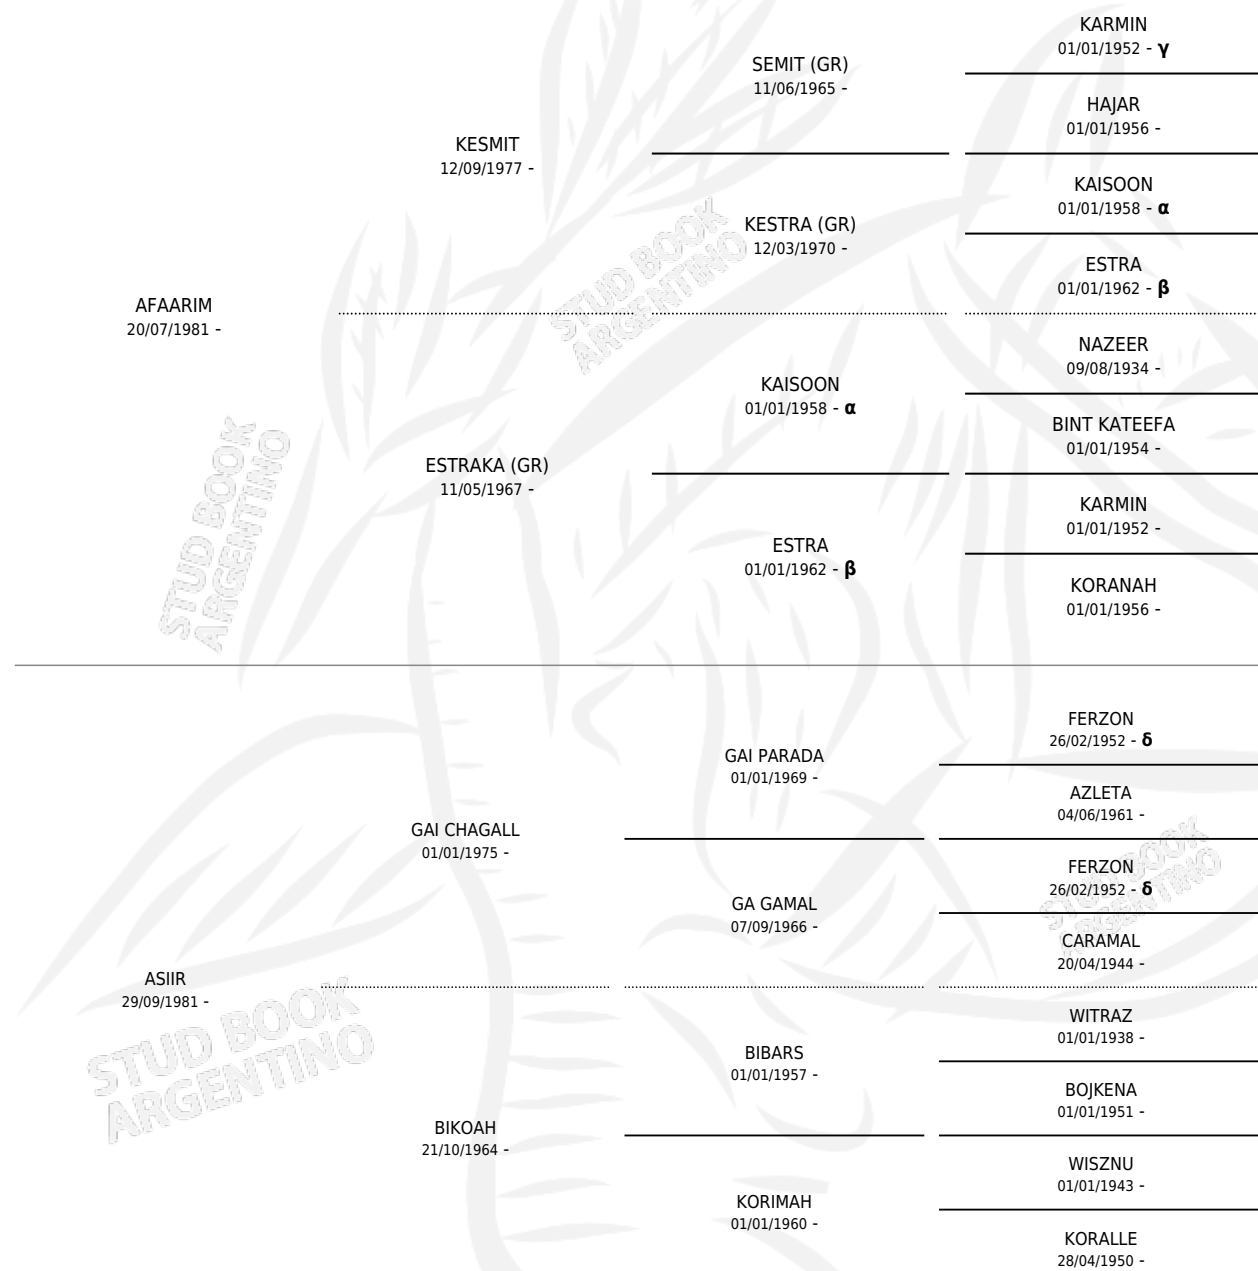 AFAARIM
20/07/1981 -
KESMIT
12/09/1977 -
ESTRAKA (GR)
11/05/1967 -
SEMIT (GR)
11/06/1965 -
KESTRA (GR)
12/03/1970 -
KAISOON
01/01/1958 - α
ESTRA
01/01/1962 - β
KARMIN
01/01/1952 - γ
HAJAR
01/01/1956 -
KAISOON
01/01/1958 - α
ESTRA
01/01/1962 - β
NAZEER
09/08/1934 -
BINT KATEEFA
01/01/1954 -
KARMIN
01/01/1952 -
KORANAH
01/01/1956 -
ASIIR
29/09/1981 -
GAI CHAGALL
01/01/1975 -
BIKOAH
21/10/1964 -
GAI PARADA
01/01/1969 -
GA GAMAL
07/09/1966 -
BIBARS
01/01/1957 -
KORIMAH
01/01/1960 -
FERZON
26/02/1952 - δ
AZLETA
04/06/1961 -
FERZON
26/02/1952 - δ
CARAMAL
20/04/1944 -
WITRAZ
01/01/1938 -
BOJKENA
01/01/1951 -
WISZNU
01/01/1943 -
KORALLE
28/04/1950 -
STUD BOOK
ARGENTINO
STUD BOOK
ARGENTINO
STUD BOOK
ARGENTINO
STUD BOOK
ARGENTINO